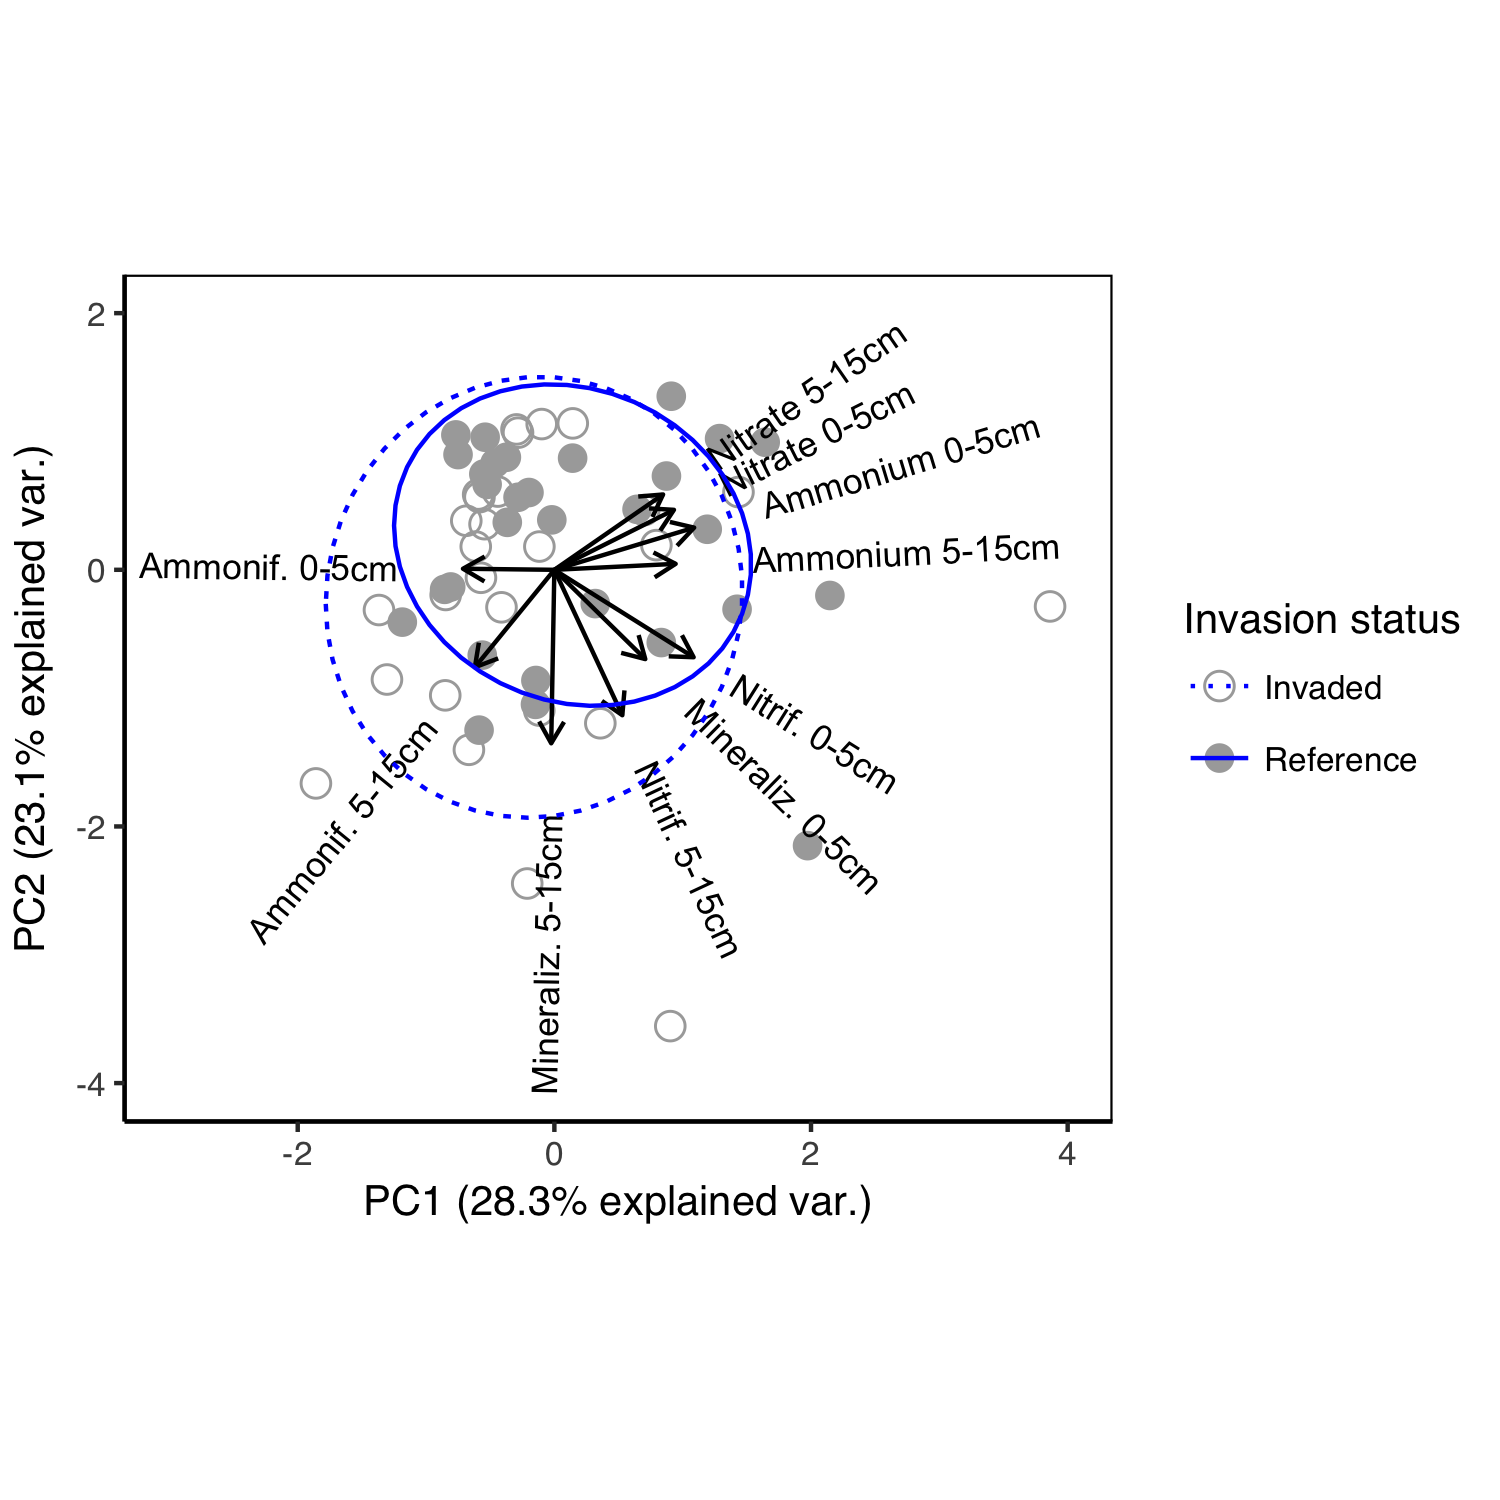 2
0
-2
-4
PC2 (23.1% explained var.)
Nitrate 5-15cm
Nitrate 0-5cm
Ammonium 0-5cm
Ammonium 5-15cm
Ammonif. 0-5cm
Nitrif. 0-5cm
Mineraliz. 0-5cm
Nitrif. 5-15cm
Mineraliz. 5-15cm
Ammonif. 5-15cm
-2
0
2
4
PC1 (28.3% explained var.)
Invasion status
Invaded
Reference